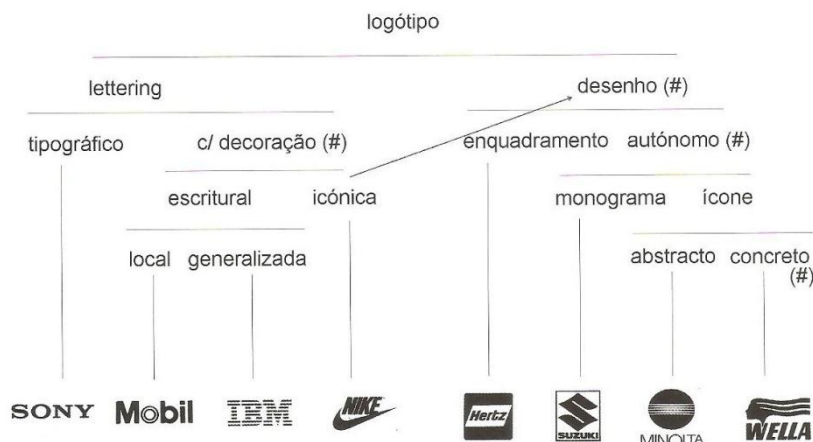 logótipo
lettering desenho (#)
tipográfico c/ decoração (#) enquadramento autónomo (#)
escritural icónica monograma ícone
local generalizada abstracto concreto
(#)
SONY Mobil IBM NIKE Hertz SUZUKI MINOLTA WELLA